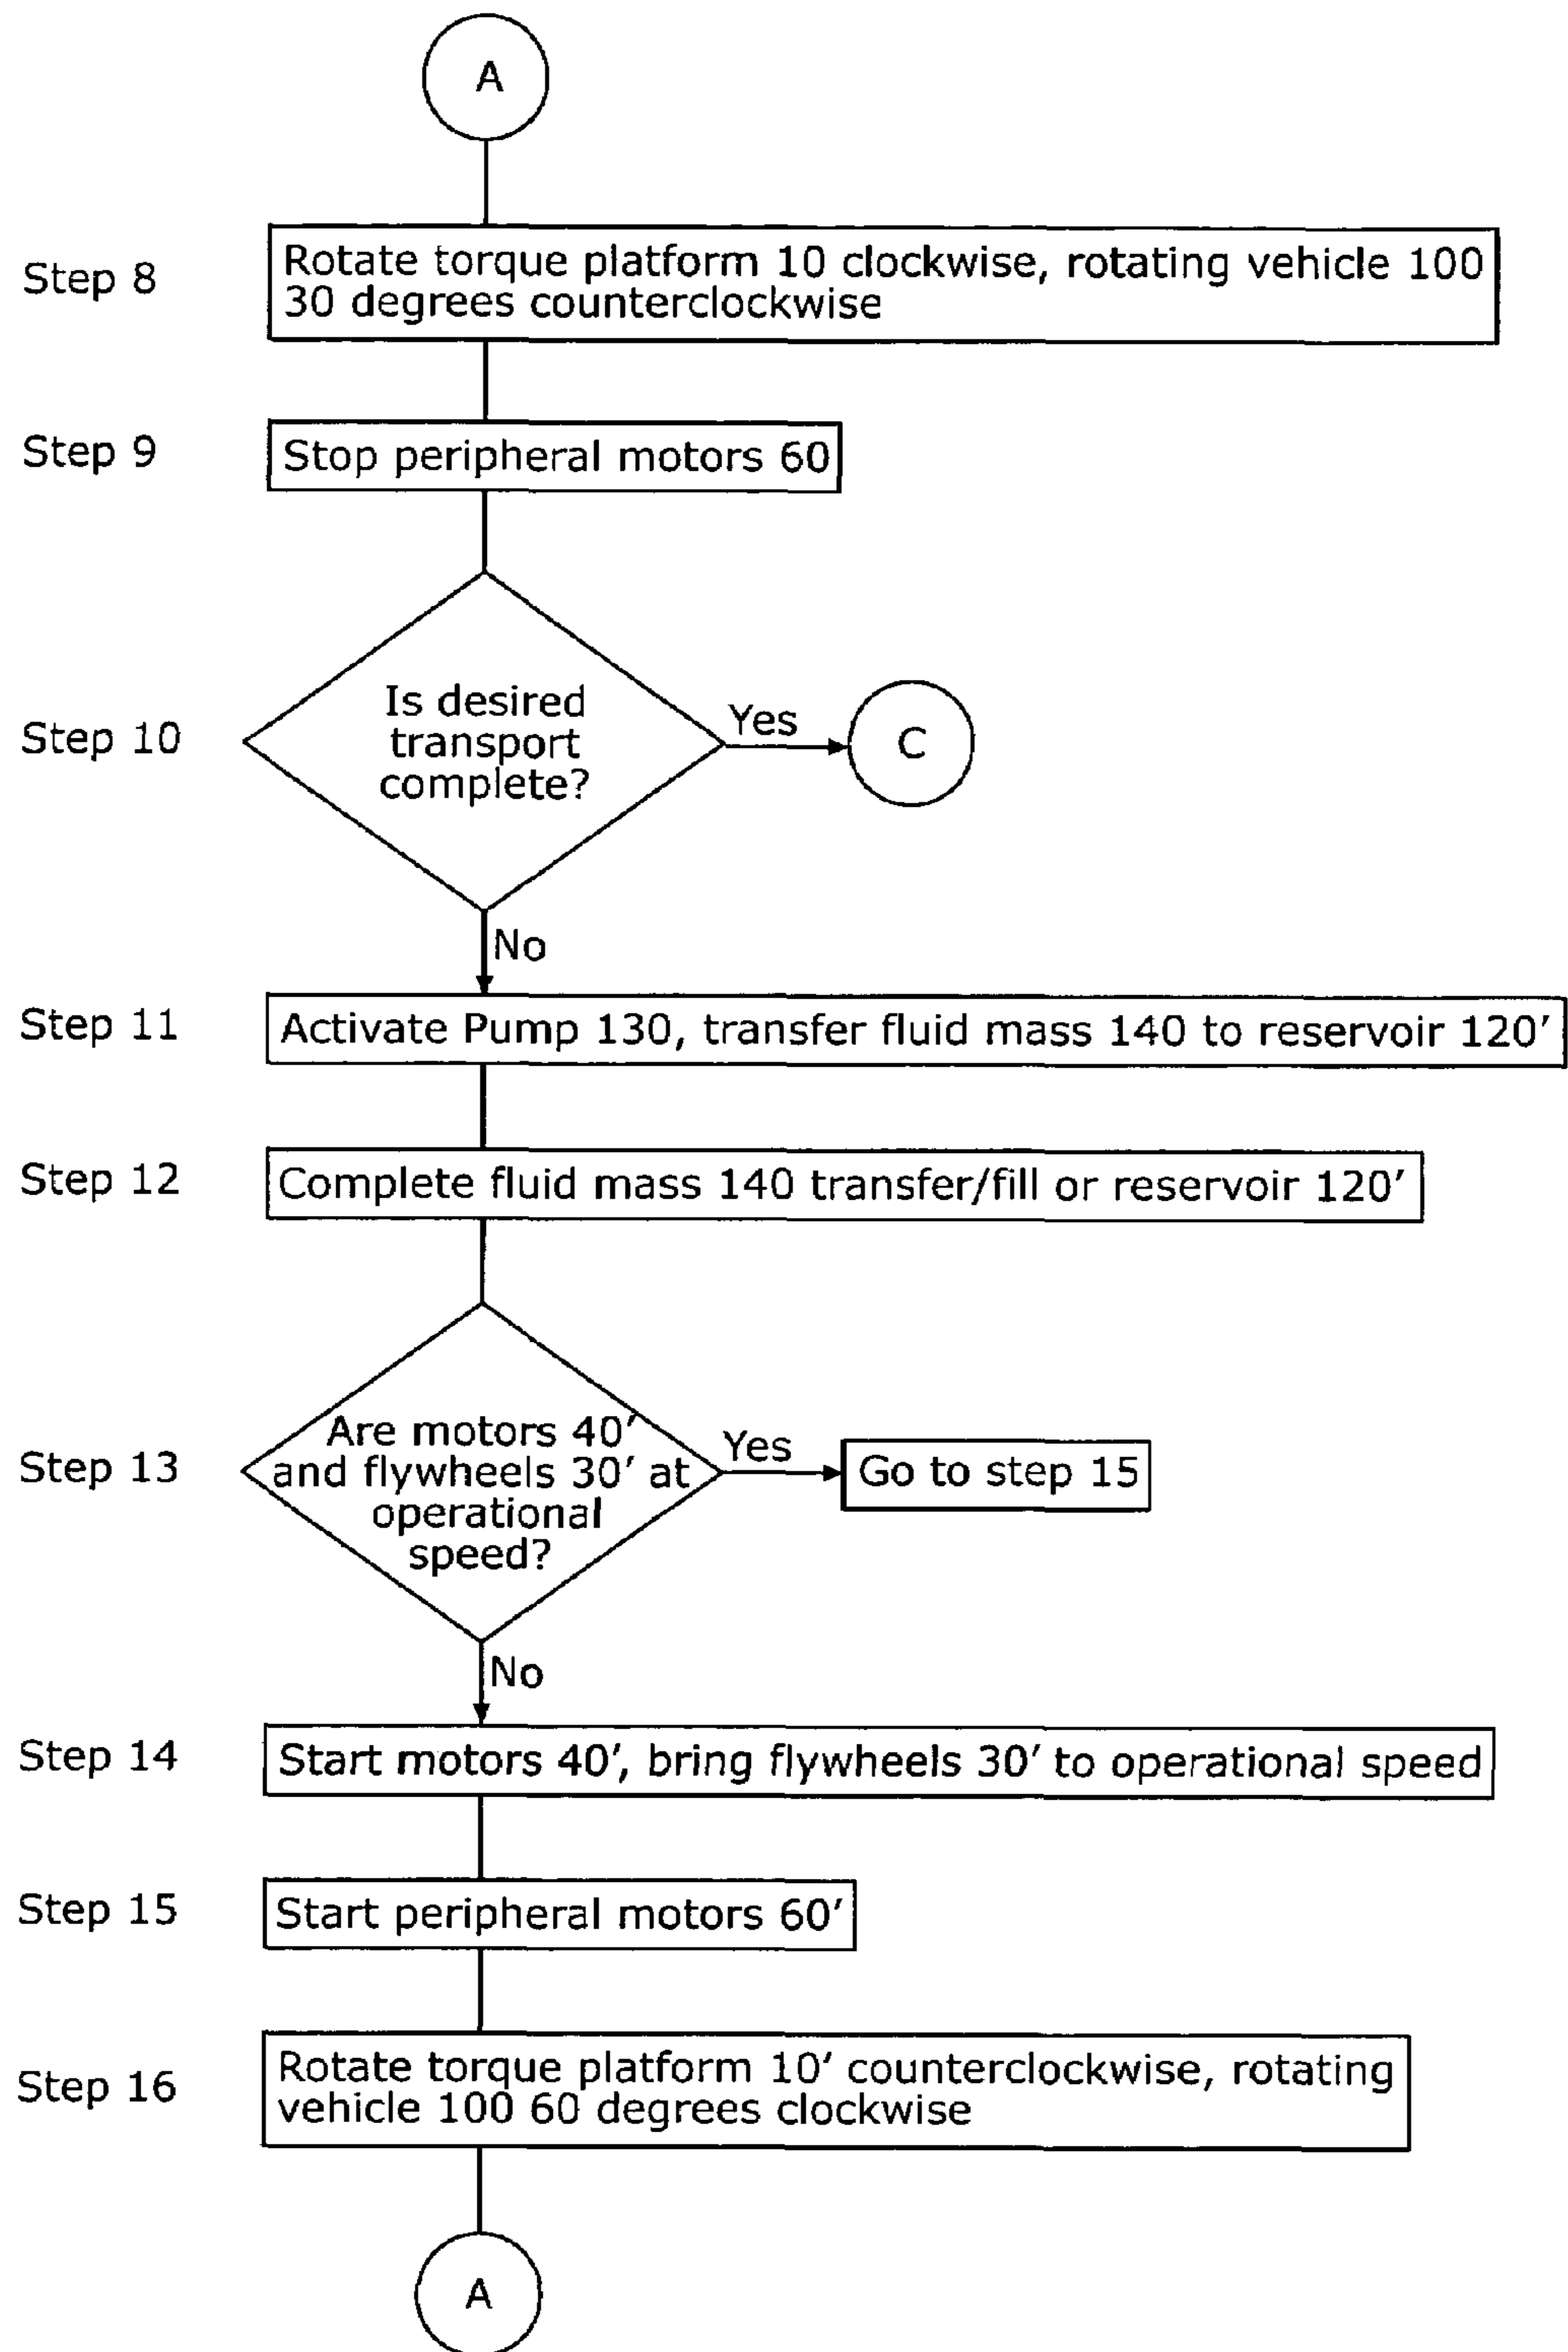 A
Step 8
Rotate torque platform 10 clockwise, rotating vehicle 100
30 degrees counterclockwise
Step 9
Stop peripheral motors 60
Step 10
Is desired
transport
complete?
Yes
C
No
Step 11
Activate Pump 130, transfer fluid mass 140 to reservoir 120′
Step 12
Complete fluid mass 140 transfer/fill or reservoir 120′
Step 13
Are motors 40′
and flywheels 30′ at
operational
speed?
Yes
Go to step 15
No
Step 14
Start motors 40′, bring flywheels 30′ to operational speed
Step 15
Start peripheral motors 60′
Step 16
Rotate torque platform 10′ counterclockwise, rotating
vehicle 100 60 degrees clockwise
A